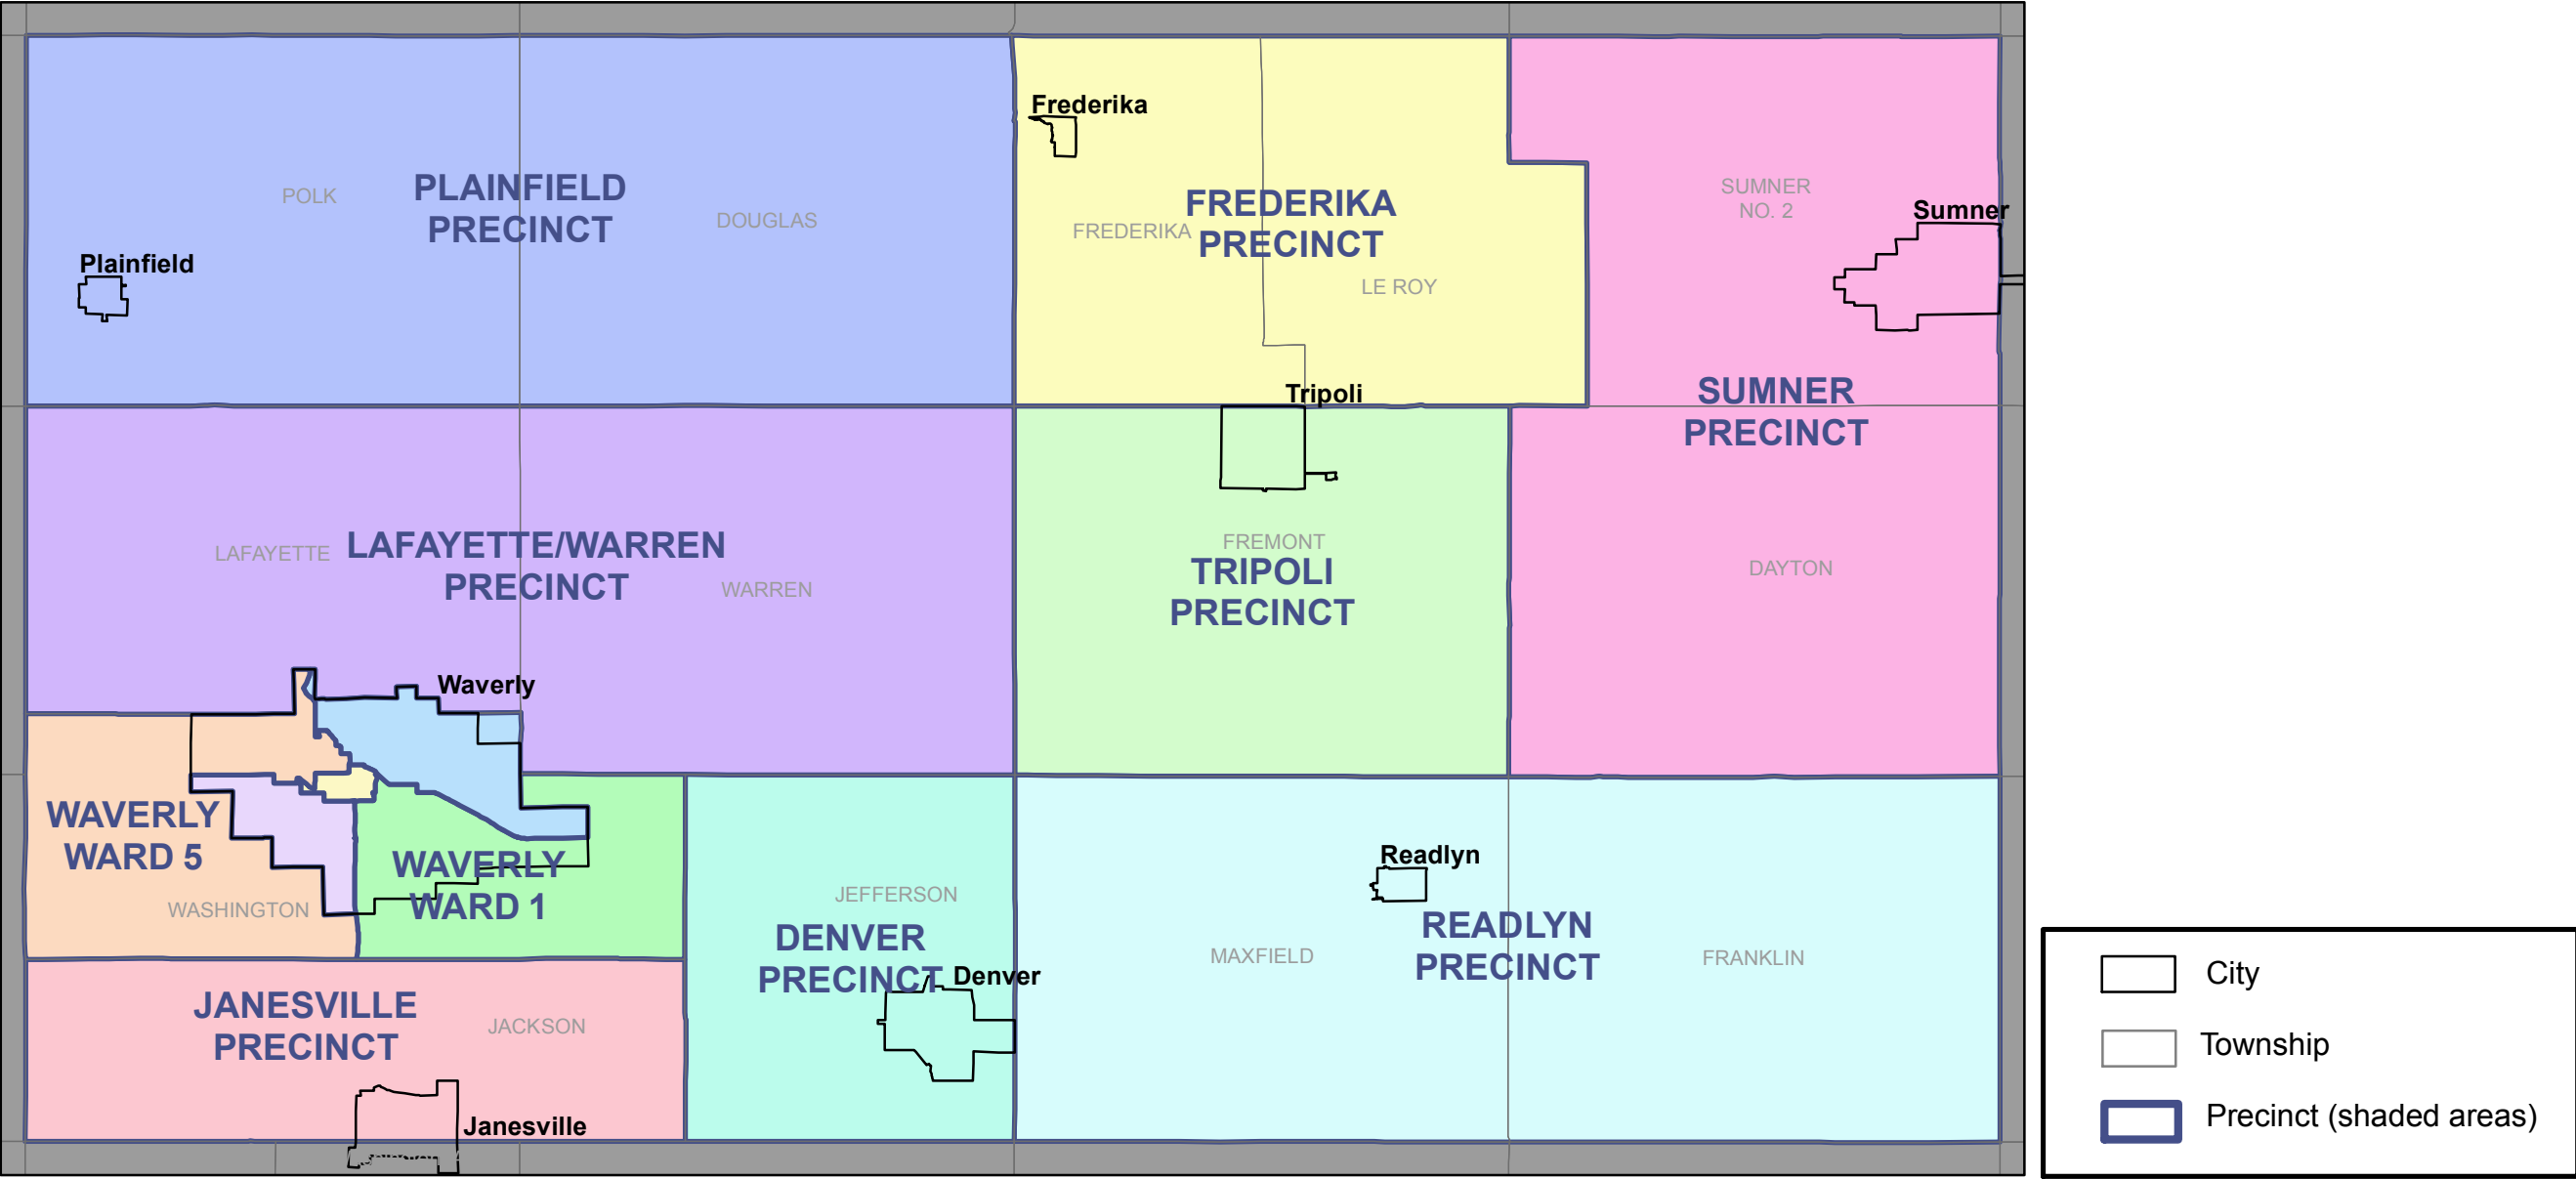 Frederika
PLAINFIELD
PRECINCT
POLK
DOUGLAS
Plainfield
FREDERIKA
PRECINCT
FREDERIKA
LE ROY
SUMNER
NO. 2
Sumner
SUMNER
PRECINCT
Tripoli
LAFAYETTE
LAFAYETTE/WARREN
PRECINCT
WARREN
FREMONT
TRIPOLI
PRECINCT
DAYTON
Waverly
WAVERLY
WARD 5
WASHINGTON
WAVERLY
WARD 1
JEFFERSON
DENVER
PRECINCT
Denver
Readlyn
READLYN
PRECINCT
MAXFIELD
FRANKLIN
JANESVILLE
PRECINCT
JACKSON
Janesville
City
Township
Precinct (shaded areas)